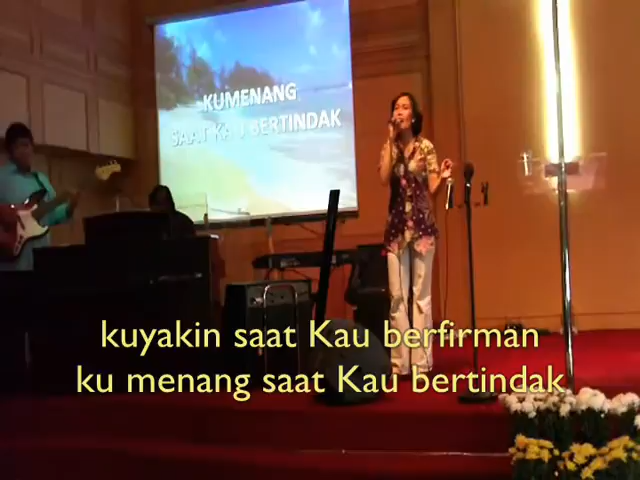 KUMENANG
SAAT KAU BERTINDAK
kuyakin saat Kau berfirman
ku menang saat Kau bertindak